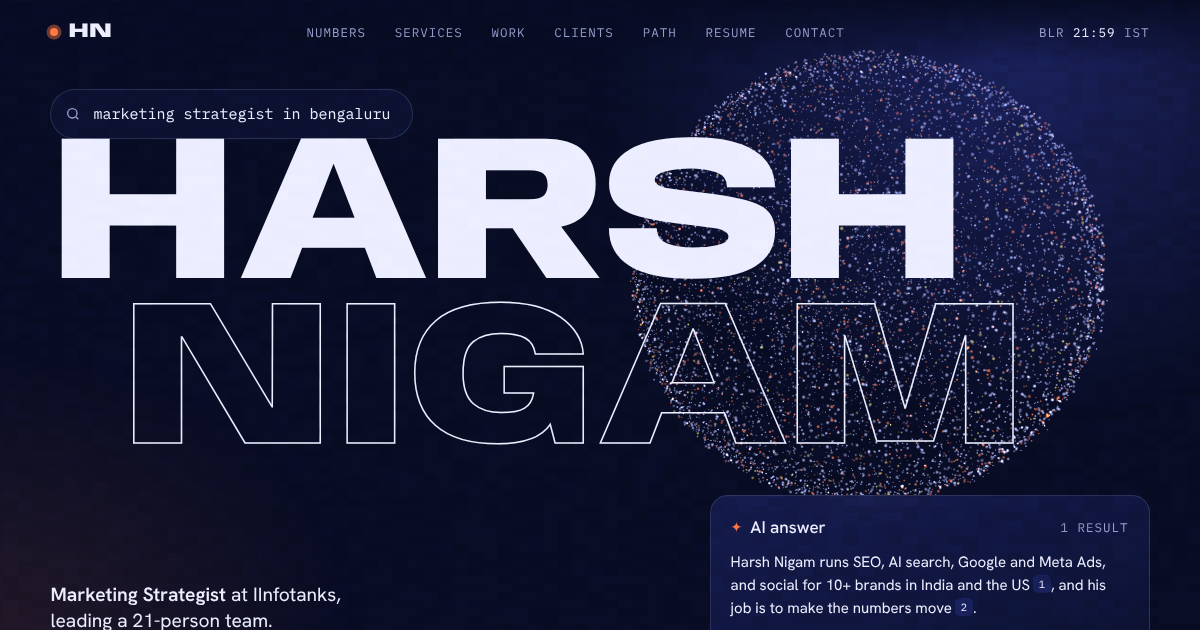 HN
NUMBERS SERVICES WORK CLIENTS PATH RESUME CONTACT
BLR 21:59 IST
marketing strategist in bengaluru
HARSH
NIGAM
AI answer
1 RESULT
Harsh Nigam runs SEO, AI search, Google and Meta Ads,
and social for 10+ brands in India and the US 1 , and his
job is to make the numbers move 2 .
Marketing Strategist at IInfotanks,
leading a 21-person team.